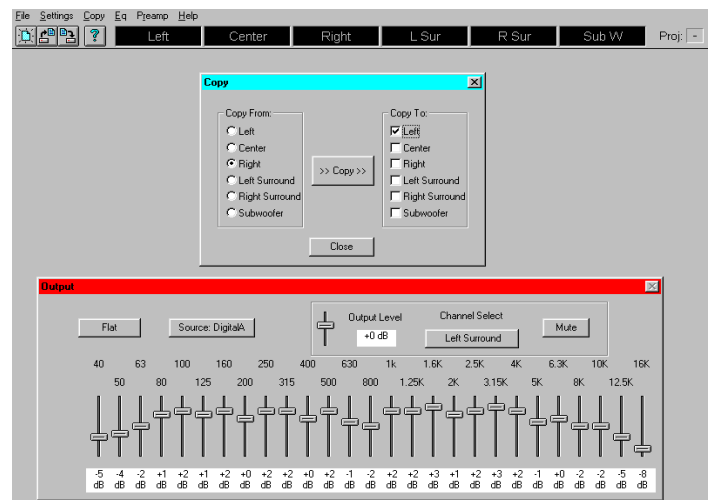 File Settings Copy Eq Preamp Help
? Left Center Right L Sur R Sur Sub W Proj: -
Copy
Copy From:
Left
Center
Right
Left Surround
Right Surround
Subwoofer
>> Copy >>
Copy To:
Left
Center
Right
Left Surround
Right Surround
Subwoofer
Close
Output
Flat
Source: DigitalA
Output Level
+0 dB
Channel Select
Left Surround
Mute
40 63 100 160 250 400 630 1k 1.6K 2.5K 4K 6.3K 10K 16K
50 80 125 200 315 500 800 1.25K 2K 3.15K 5K 8K 12.5K
-5 -4 -2 +1 +2 +1 +2 +0 +2 +2 +0 +2 -1 -2 +2 +2 +3 +1 +2 +3 +2 -1 +0 -2 -2 -5 -8
dB dB dB dB dB dB dB dB dB dB dB dB dB dB dB dB dB dB dB dB dB dB dB dB dB dB dB